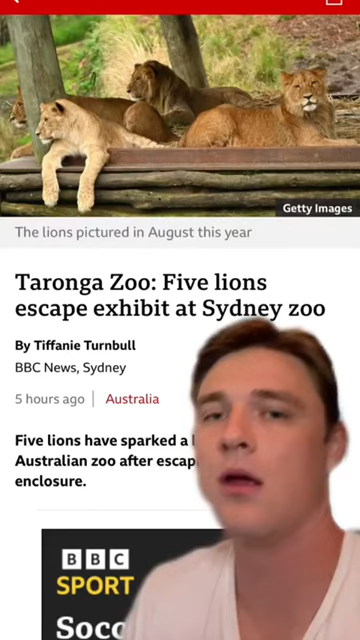 Getty Images
The lions pictured in August this year
Taronga Zoo: Five lions
escape exhibit at Sydney zoo
By Tiffanie Turnbull
BBC News, Sydney
5 hours ago | Australia
Five lions have sparked a
Australian zoo after
enclosure.
BBC
SPORT